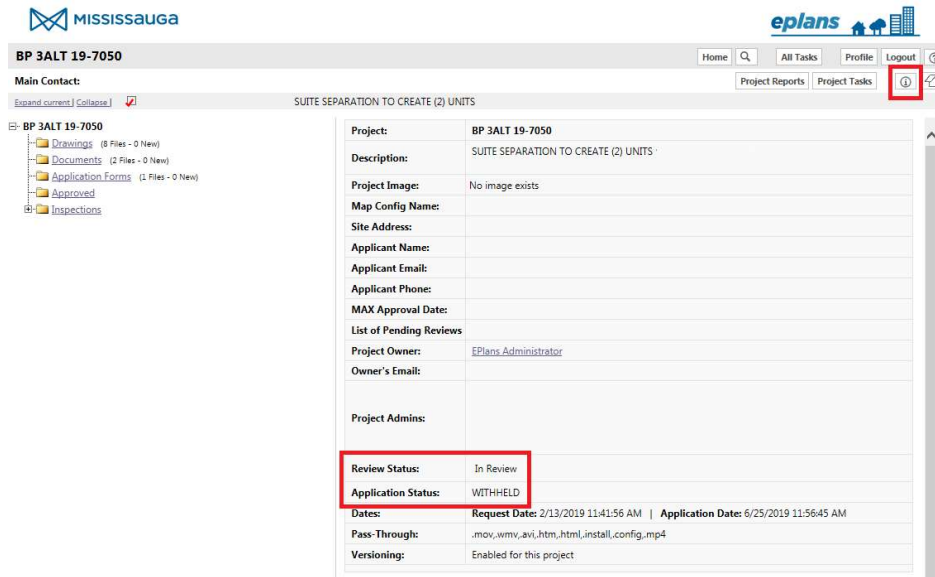 MISSISSAUGA
eplans
BP 3ALT 19-7050
Home All Tasks Profile Logout
Main Contact:
Project Reports Project Tasks
Expand current | Collapse |
SUITE SEPARATION TO CREATE (2) UNITS
BP 3ALT 19-7050
Drawings (8 Files - 0 New)
Documents (2 Files - 0 New)
Application Forms (1 Files - 0 New)
Approved
Inspections
Project: BP 3ALT 19-7050
Description: SUITE SEPARATION TO CREATE (2) UNITS
Project Image: No image exists
Map Config Name:
Site Address:
Applicant Name:
Applicant Email:
Applicant Phone:
MAX Approval Date:
List of Pending Reviews
Project Owner: EPlans Administrator
Owner's Email:
Project Admins:
Review Status: In Review
Application Status: WITHHELD
Dates: Request Date: 2/13/2019 11:41:56 AM | Application Date: 6/25/2019 11:56:45 AM
Pass-Through: .mov,.wmv,.avi,.htm,.html,.install,.config,.mp4
Versioning: Enabled for this project